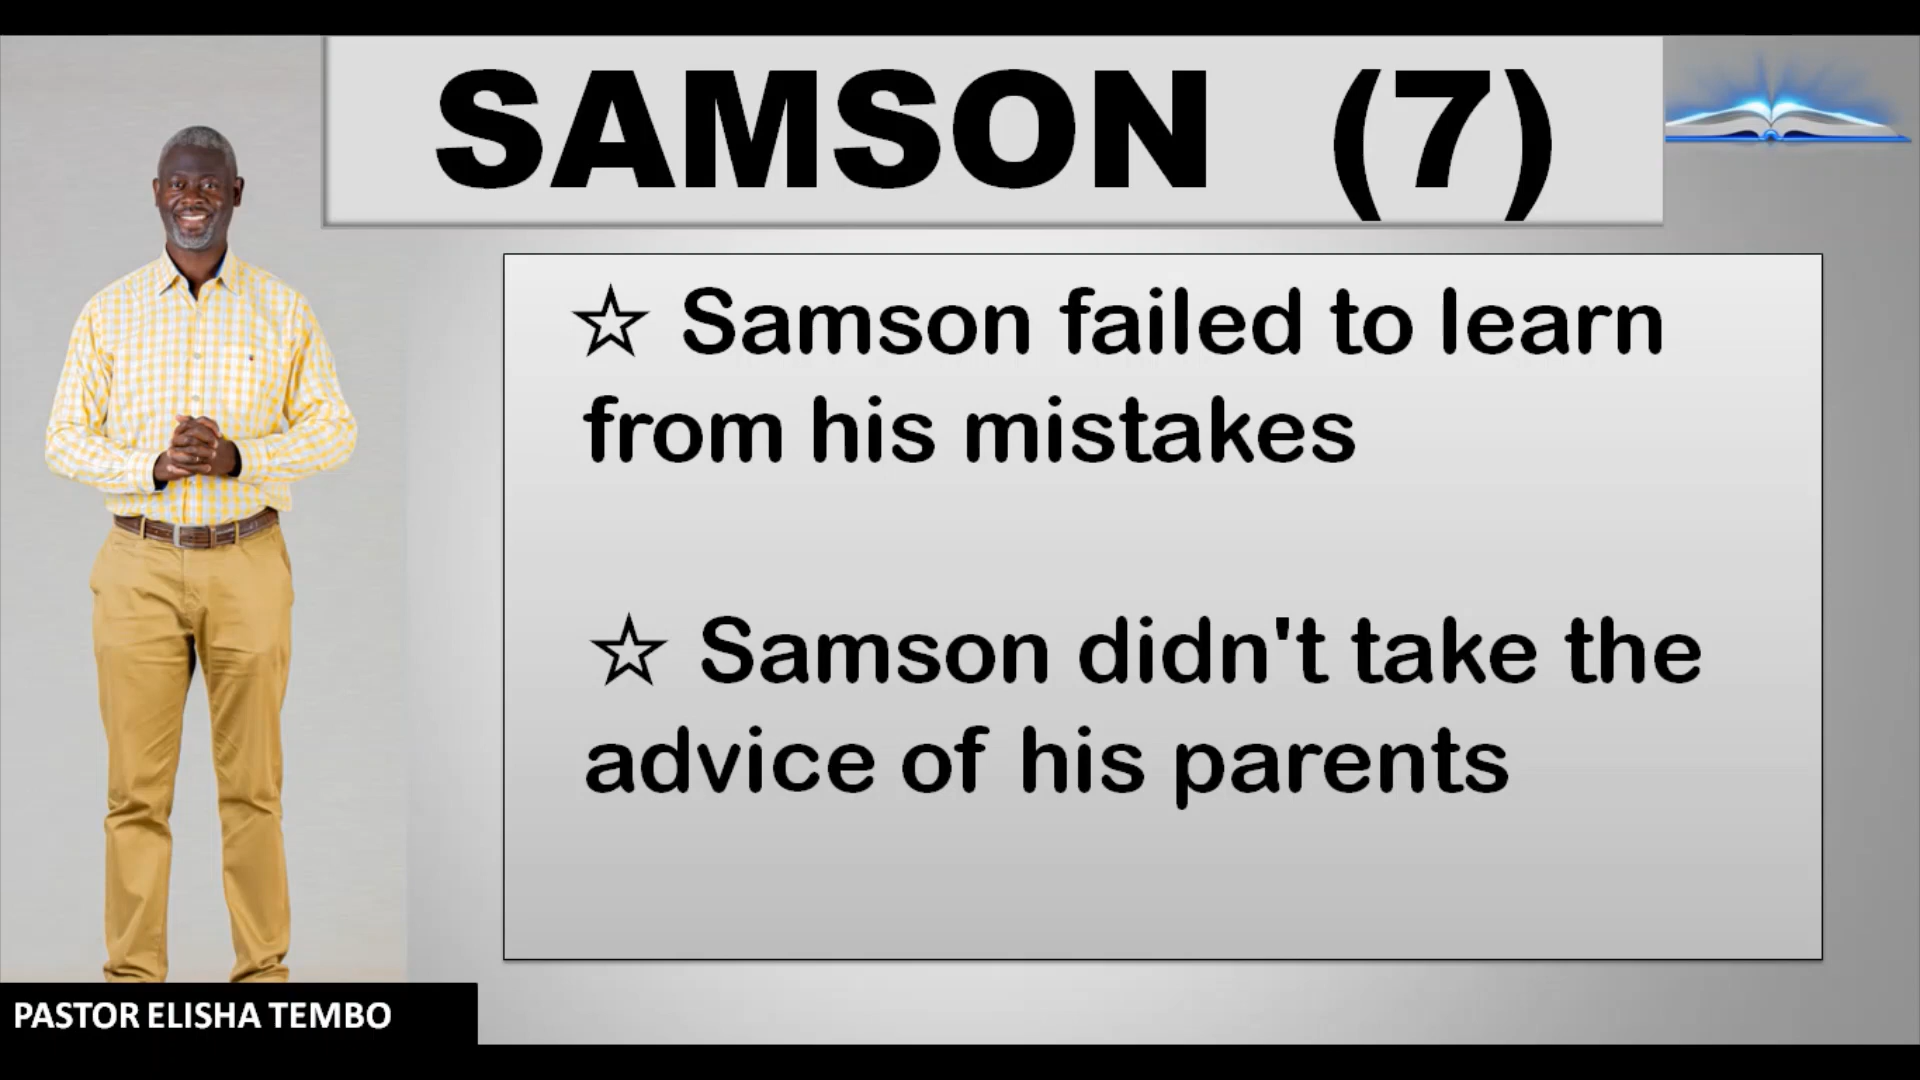 SAMSON (7)
☆ Samson failed to learn
from his mistakes
☆ Samson didn't take the
advice of his parents
PASTOR ELISHA TEMBO